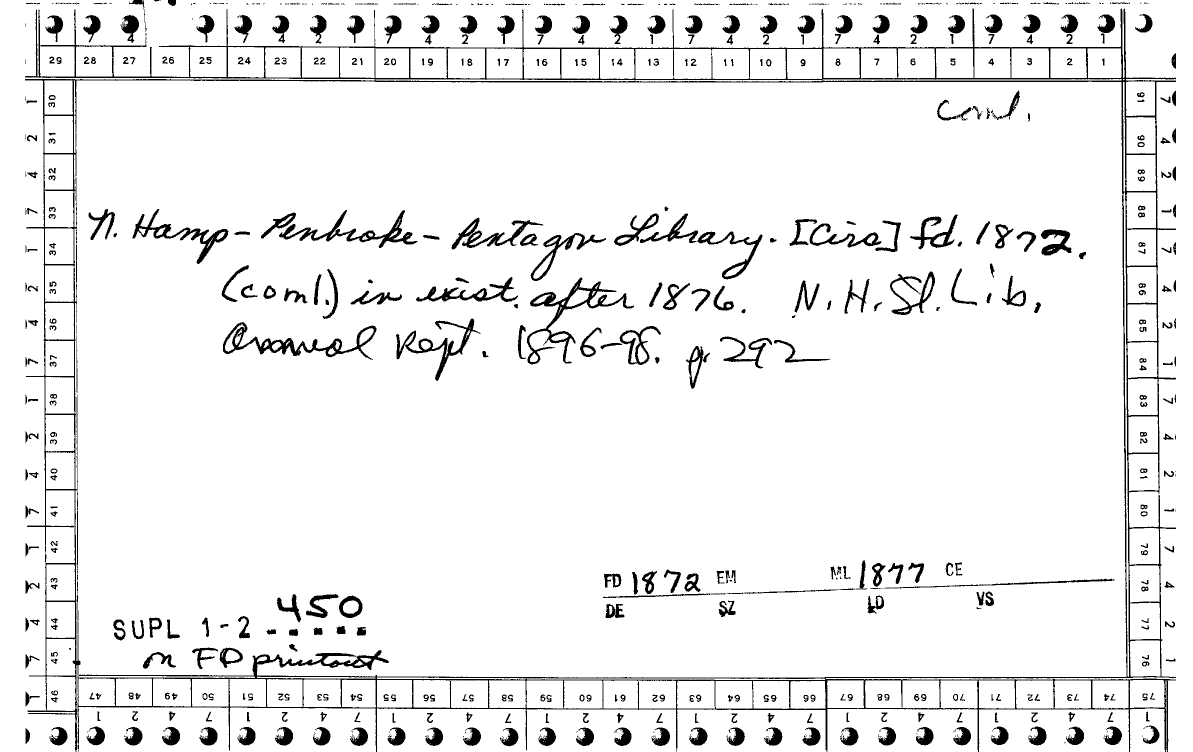 7 4 1 7 4 2 1 7 4 2 1 7 4 2 1 7 4 2 1 7 4 2 1 7 4 2 1
29 28 27 26 25 24 23 22 21 20 19 18 17 16 15 14 13 12 11 10 9 8 7 6 5 4 3 2 1
coml.
N. Hamp - Penbroke - Pentagon Library. [Circ] fd. 1872.
(coml.) in exist. after 1876. N.H. St. Lib.
Annual Rept. 1896-98. p. 292
FD 1872 EM ML 1877 CE
DE SZ LD VS
450
SUPL 1-2
on FD printout
30 31 32 33 34 35 36 37 38 39 40 41 42 43 44 45 46
91 90 89 88 87 86 85 84 83 82 81 80 79 78 77 76
47 48 49 50 51 52 53 54 55 56 57 58 59 60 61 62 63 64 65 66 67 68 69 70 71 72 73 74 75
1 2 4 7 1 2 4 7 1 2 4 7 1 2 4 7 1 2 4 7 1 2 4 7 1 2 4 7 1